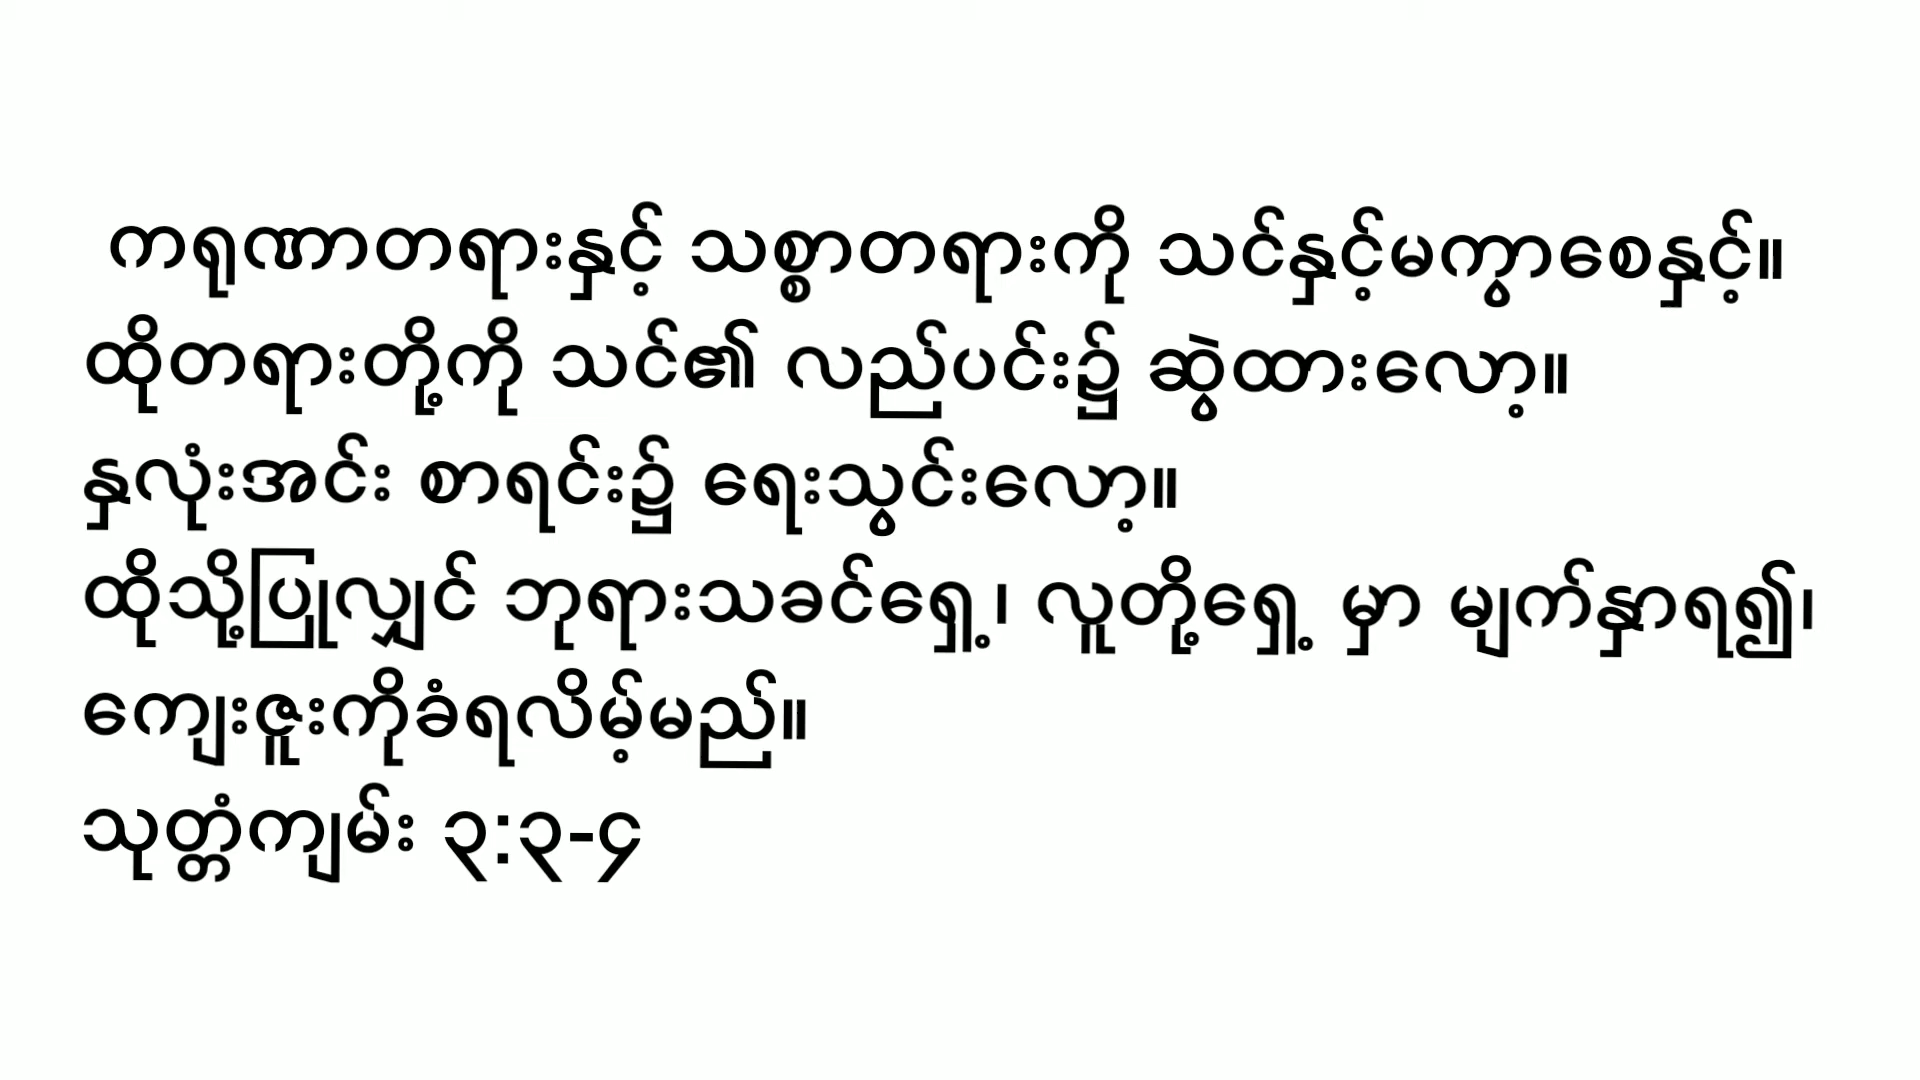 ကရုဏာတရားနှင့် သစ္စာတရားကို သင်နှင့်မကွာစေနှင့်။
ထိုတရားတို့ကို သင်၏ လည်ပင်း၌ ဆွဲထားလော့။
နှလုံးအင်း စာရင်း၌ ရေးသွင်းလော့။
ထိုသို့ပြုလျှင် ဘုရားသခင်ရှေ့၊ လူတို့ရှေ့ မှာ မျက်နှာရ၍၊
ကျေးဇူးကိုခံရလိမ့်မည်။
သုတ္တံကျမ်း ၃:၃-၄